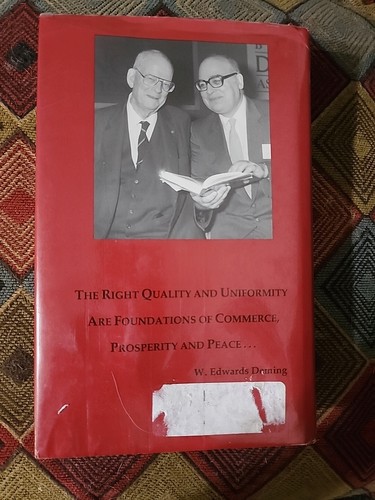 THE RIGHT QUALITY AND UNIFORMITY
ARE FOUNDATIONS OF COMMERCE,
PROSPERITY AND PEACE...
W. Edwards Deming